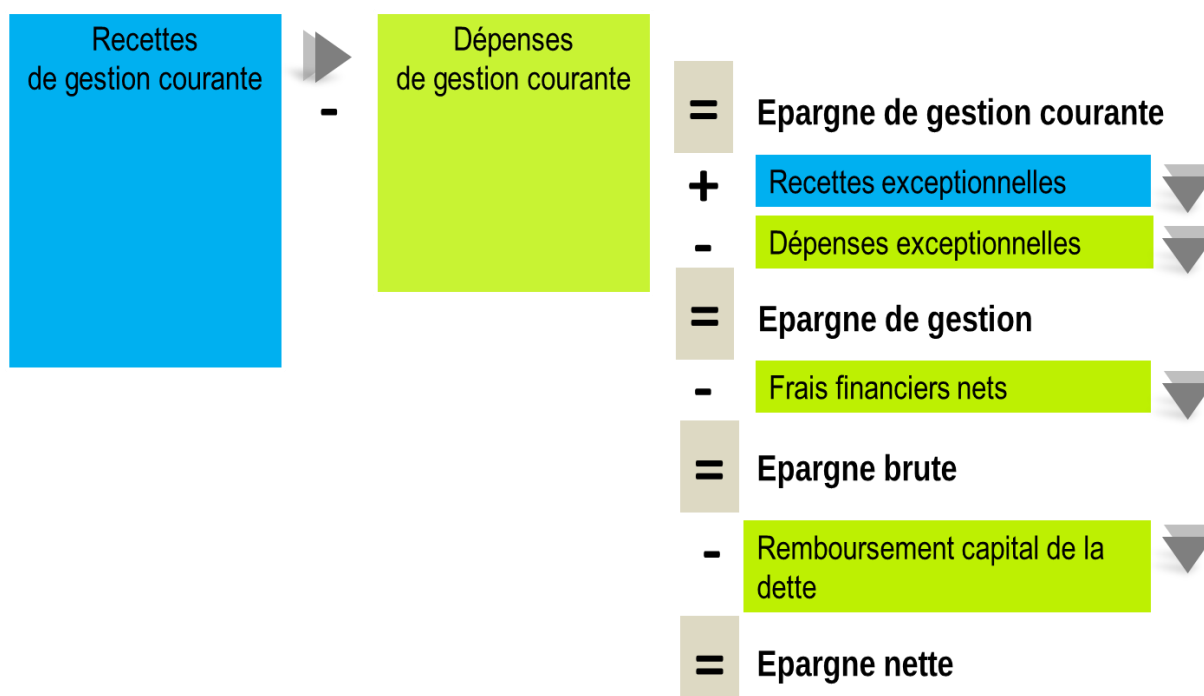 Recettes
de gestion courante
-
Dépenses
de gestion courante
= Epargne de gestion courante
+ Recettes exceptionnelles
- Dépenses exceptionnelles
= Epargne de gestion
- Frais financiers nets
= Epargne brute
- Remboursement capital de la
dette
= Epargne nette